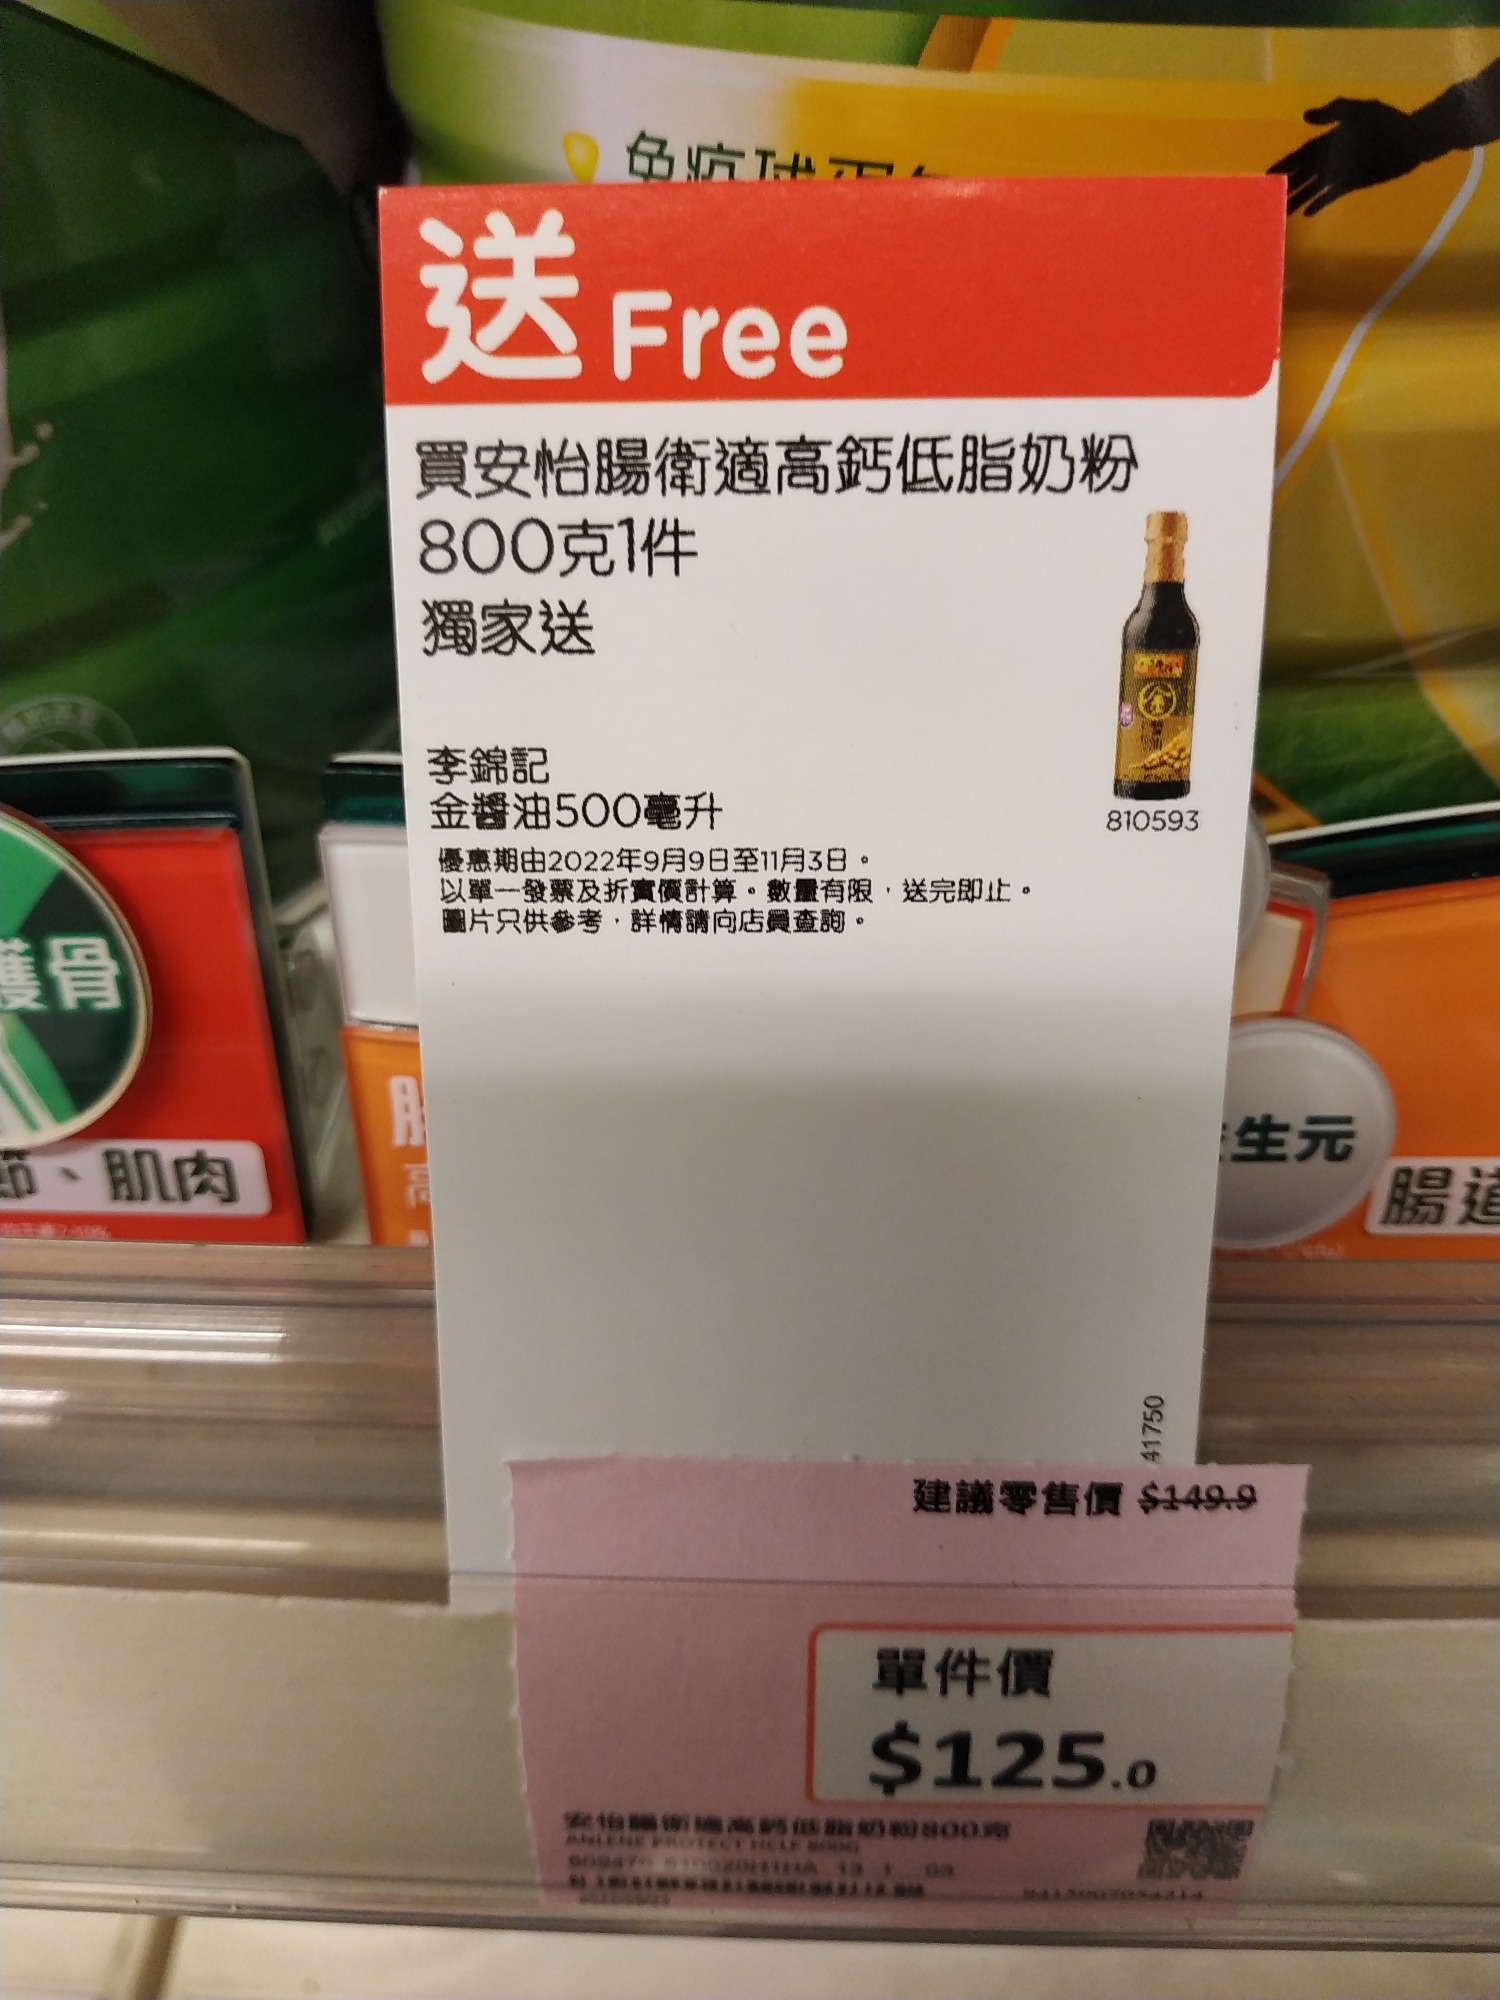 送 Free
買安怡腸衛適高鈣低脂奶粉
800克1件
獨家送
李錦記
金醬油500毫升
810593
優惠期由2022年9月9日至11月3日。
以單一發票及折實價計算。數量有限，送完即止。
圖片只供參考，詳情請向店員查詢。
骨
、肌肉
生元
腸道
41750
建議零售價 $149.9
單件價
$125.0
安怡腸衛適高鈣低脂奶粉800克
ANLENE PROTECT HCLF 800G